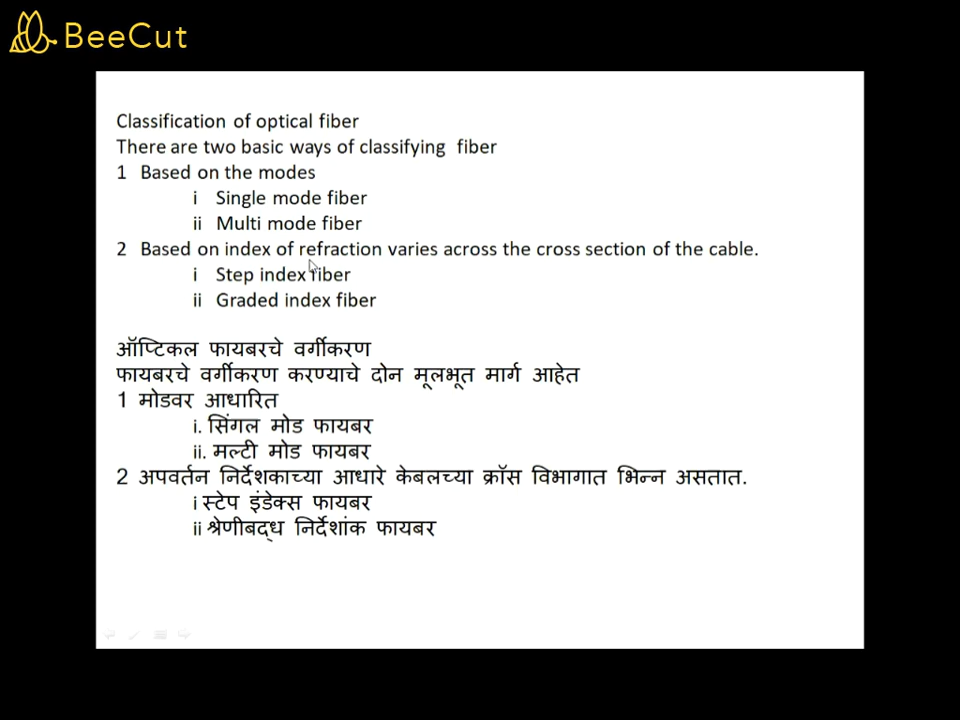 BeeCut
Classification of optical fiber
There are two basic ways of classifying fiber
1 Based on the modes
i Single mode fiber
ii Multi mode fiber
2 Based on index of refraction varies across the cross section of the cable.
i Step index fiber
ii Graded index fiber
ऑप्टिकल फायबरचे वर्गीकरण
फायबरचे वर्गीकरण करण्याचे दोन मूलभूत मार्ग आहेत
1 मोडवर आधारित
i. सिंगल मोड फायबर
ii. मल्टी मोड फायबर
2 अपवर्तन निर्देशकाच्या आधारे केबलच्या क्रॉस विभागात भिन्न असतात.
i स्टेप इंडेक्स फायबर
ii श्रेणीबद्ध निर्देशांक फायबर